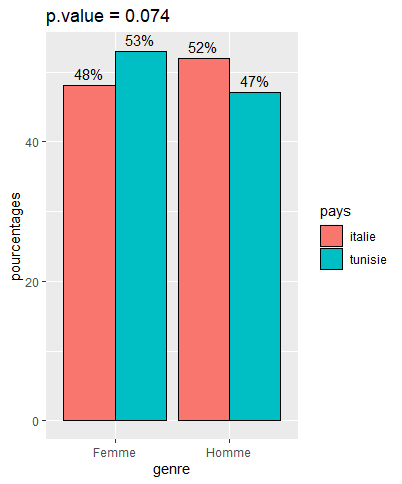 p.value = 0.074
48%
53%
52%
47%
40
20
0
pourcentages
Femme
Homme
genre
pays
italie
tunisie